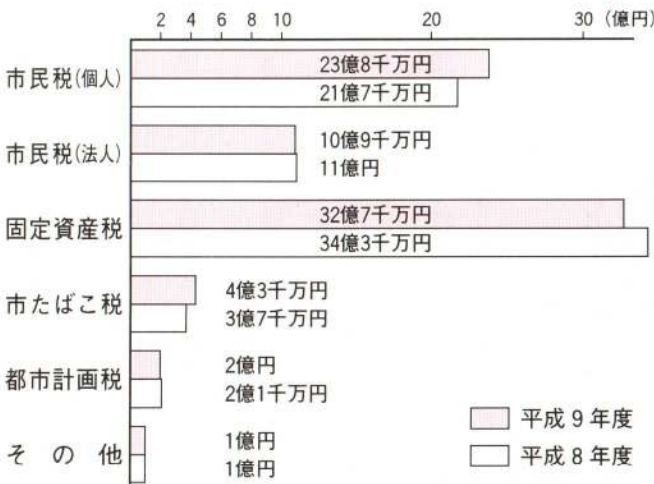 2 4 6 8 10 20 30 (億円)
市民税(個人)
23億8千万円
21億7千万円
市民税(法人)
10億9千万円
11億円
固定資産税
32億7千万円
34億3千万円
市たばこ税
4億3千万円
3億7千万円
都市計画税
2億円
2億1千万円
その他
1億円
1億円
平成9年度
平成8年度